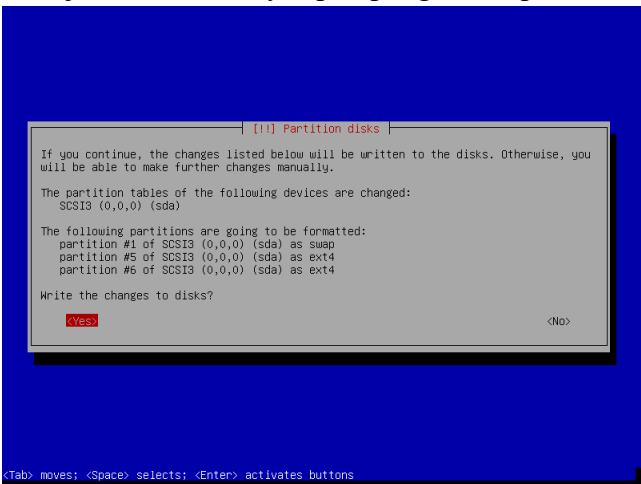 [!!] Partition disks
If you continue, the changes listed below will be written to the disks. Otherwise, you
will be able to make further changes manually.
The partition tables of the following devices are changed:
SCSI3 (0,0,0) (sda)
The following partitions are going to be formatted:
partition #1 of SCSI3 (0,0,0) (sda) as swap
partition #5 of SCSI3 (0,0,0) (sda) as ext4
partition #6 of SCSI3 (0,0,0) (sda) as ext4
Write the changes to disks?
<Yes> <No>
<Tab> moves; <Space> selects; <Enter> activates buttons